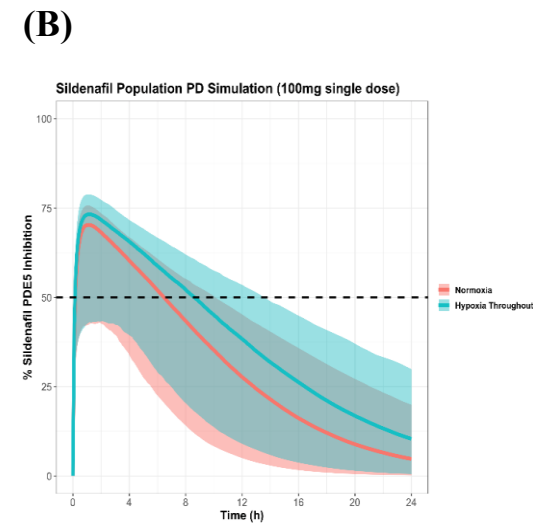 (B)
Sildenafil Population PD Simulation (100mg single dose)
% Sildenafil PDE5 Inhibition
100
75
50
25
0
0 4 8 12 16 20 24
Time (h)
Normoxia
Hypoxia Throughout